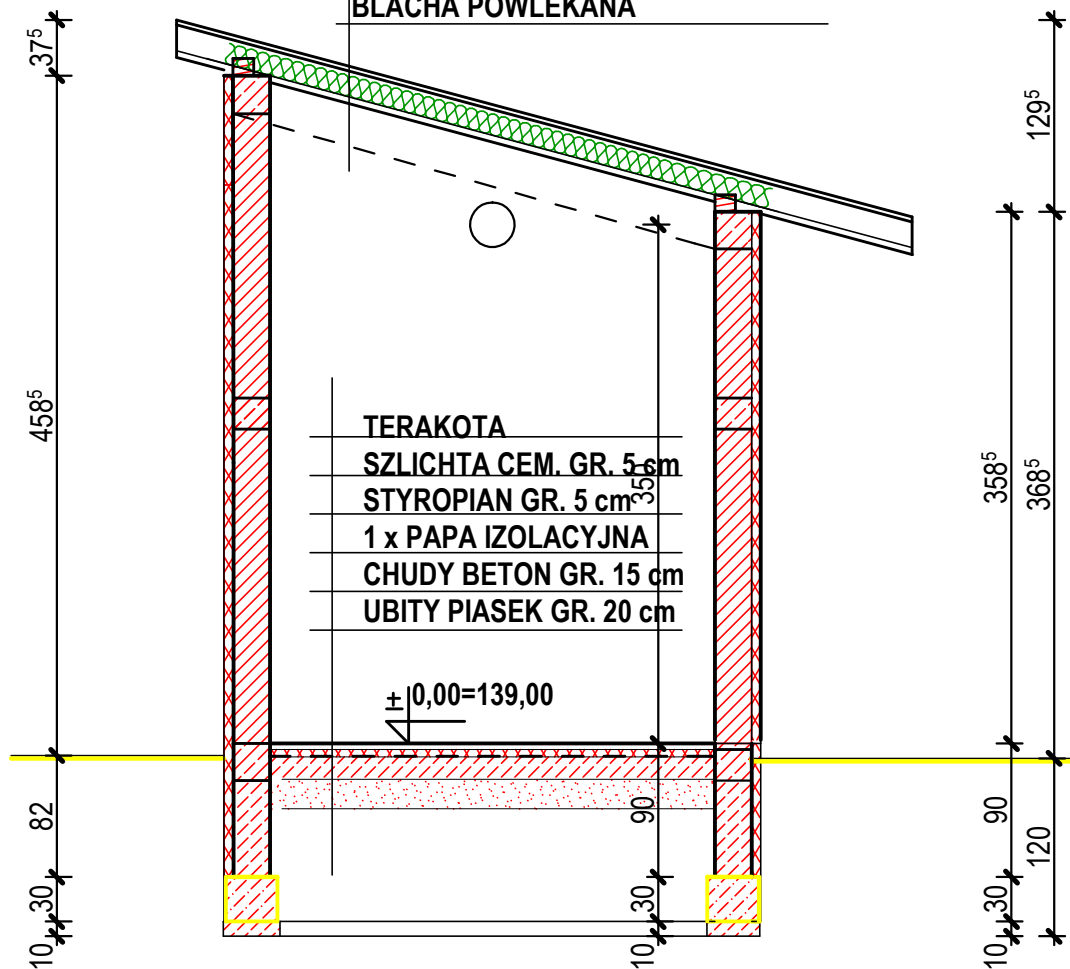 BLACHA POWLEKANA
37⁵
129⁵
458⁵
TERAKOTA
SZLICHTA CEM. GR. 5 cm
350
STYROPIAN GR. 5 cm
1 x PAPA IZOLACYJNA
CHUDY BETON GR. 15 cm
UBITY PIASEK GR. 20 cm
358⁵
368⁵
± 0,00=139,00
82
90
90
120
30
30
30
10
10
10